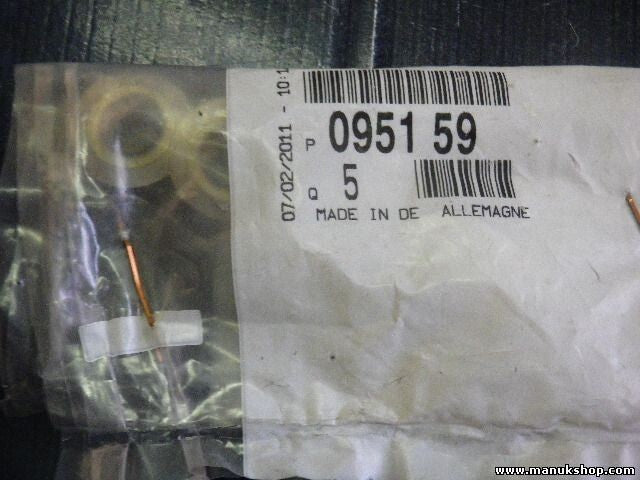 07/02/2011 - 10:1
P 0951 59
Q 5
MADE IN DE ALLEMAGNE
www.manukshop.com